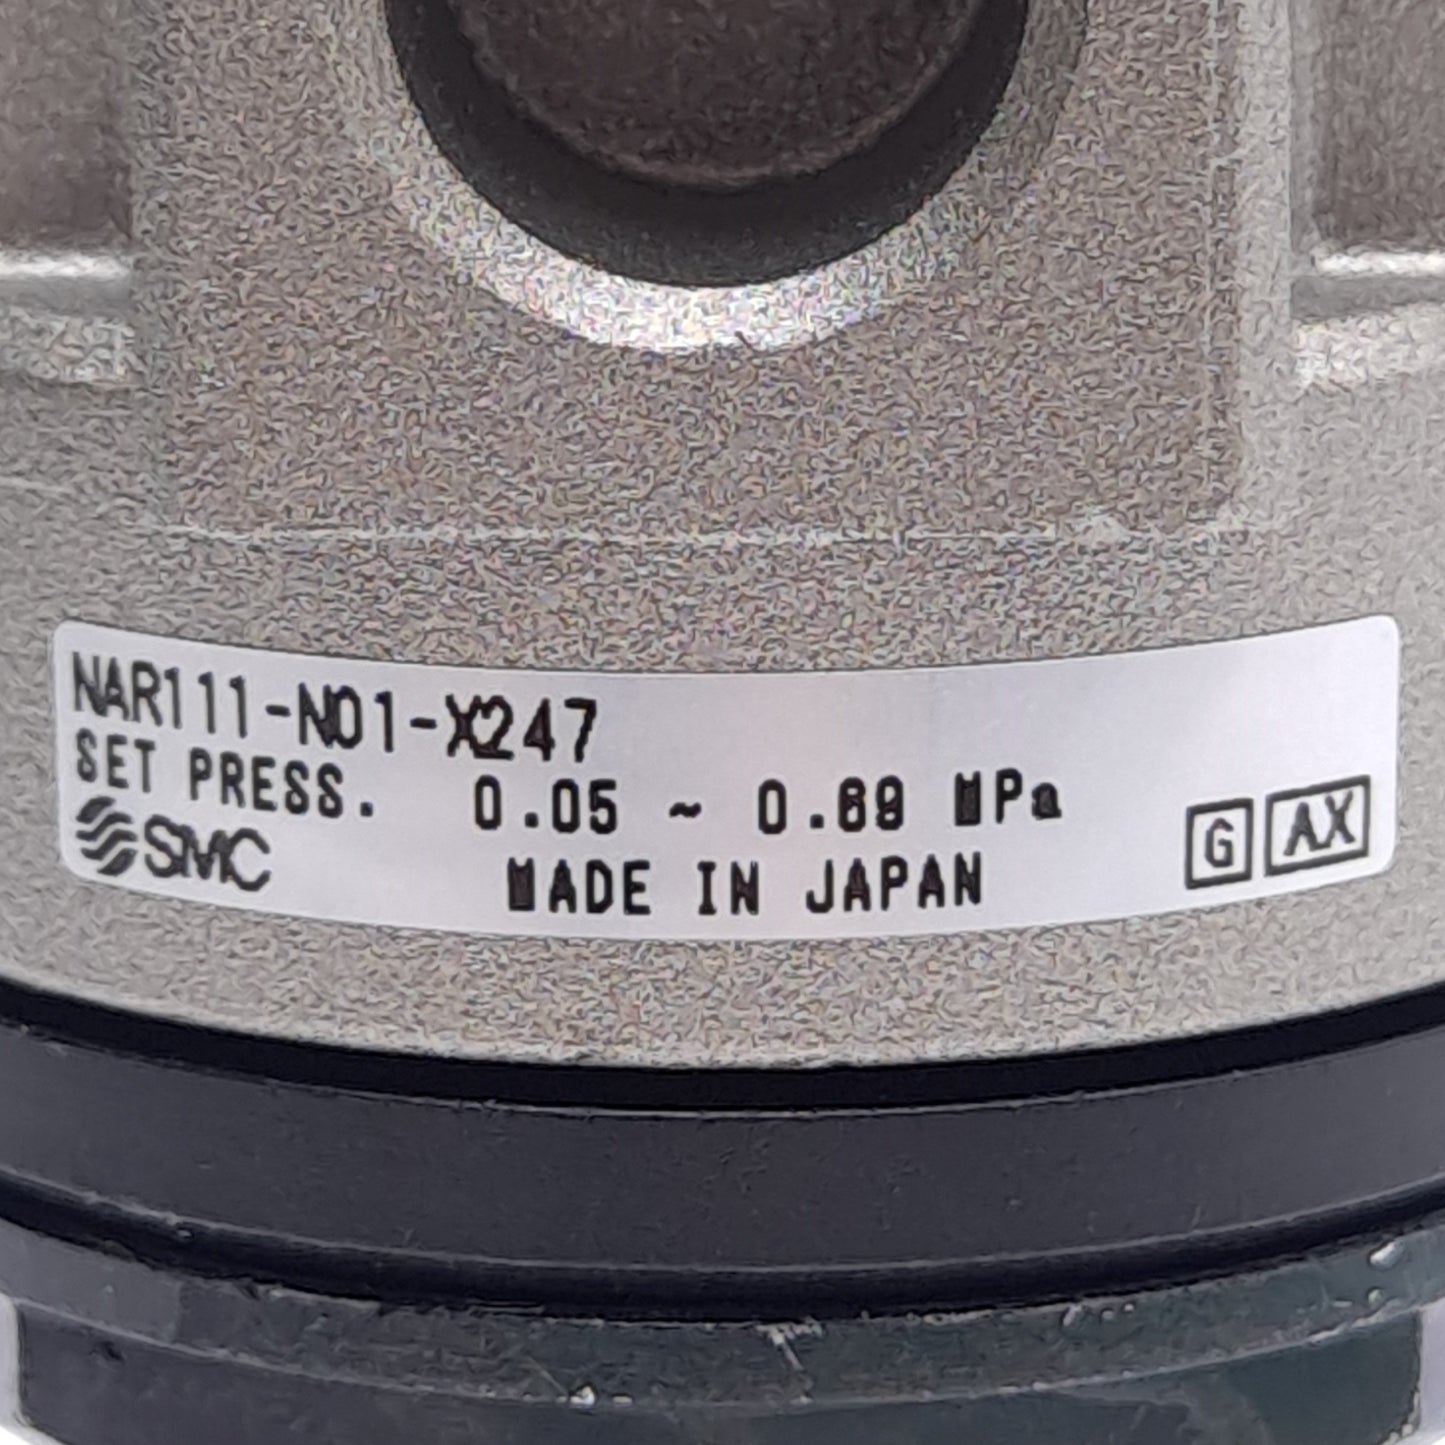 NAR111-N01-X247
SET PRESS. 0.05 ~ 0.69 MPa
SMC MADE IN JAPAN G AX